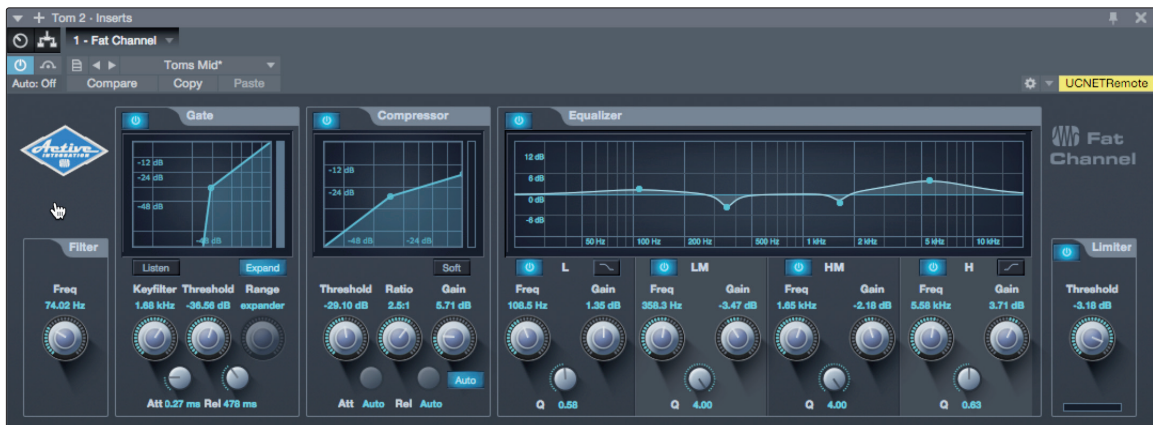 Tom 2 - Inserts
1 - Fat Channel
Toms Mid*
Auto: Off Compare Copy Paste
UCNETRemote
Active
INTEGRATION
Filter
Freq
74.02 Hz
Gate
-12 dB
-24 dB
-48 dB
-48 dB
Listen Expand
Keyfilter Threshold Range
1.68 kHz -36.56 dB expander
Att 0.27 ms Rel 478 ms
Compressor
-12 dB
-24 dB
-48 dB -24 dB
Soft
Threshold Ratio Gain
-29.10 dB 2.5:1 5.71 dB
Auto
Att Auto Rel Auto
Equalizer
12 dB
6 dB
0 dB
-6 dB
50 Hz 100 Hz 200 Hz 500 Hz 1 kHz 2 kHz 5 kHz 10 kHz
L LM HM H
Freq Gain Freq Gain Freq Gain Freq Gain
108.5 Hz 1.35 dB 358.3 Hz -3.47 dB 1.65 kHz -2.18 dB 5.58 kHz 3.71 dB
Q 0.58 Q 4.00 Q 4.00 Q 0.63
Fat
Channel
Limiter
Threshold
-3.18 dB